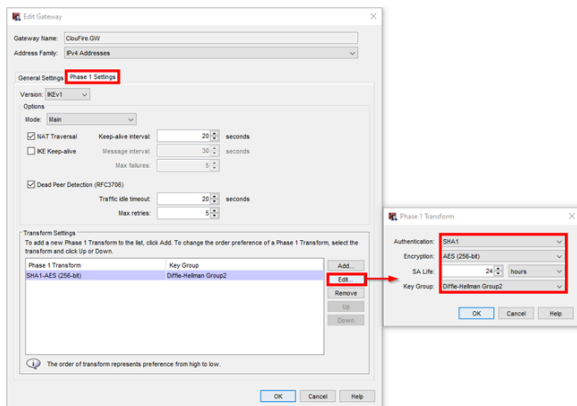 Edit Gateway
Gateway Name: ClouFire.GW
Address Family: IPv4 Addresses
General Settings Phase 1 Settings
Version: IKEv1
Options
Mode: Main
NAT Traversal Keep-alive interval: 20 seconds
IKE Keep-alive Message interval: 30 seconds
Max failures: 5
Dead Peer Detection (RFC3706)
Traffic idle timeout: 20 seconds
Max retries: 5
Transform Settings
To add a new Phase 1 Transform to the list, click Add. To change the order preference of a Phase 1 Transform, select the
transform and click Up or Down.
Phase 1 Transform Key Group
SHA1-AES (256-bit) Diffie-Hellman Group2
Add...
Edit...
Remove
Up
Down
The order of transform represents preference from high to low.
OK Cancel Help
Phase 1 Transform
Authentication: SHA1
Encryption: AES (256-bit)
SA Life: 24 hours
Key Group: Diffie-Hellman Group2
OK Cancel Help